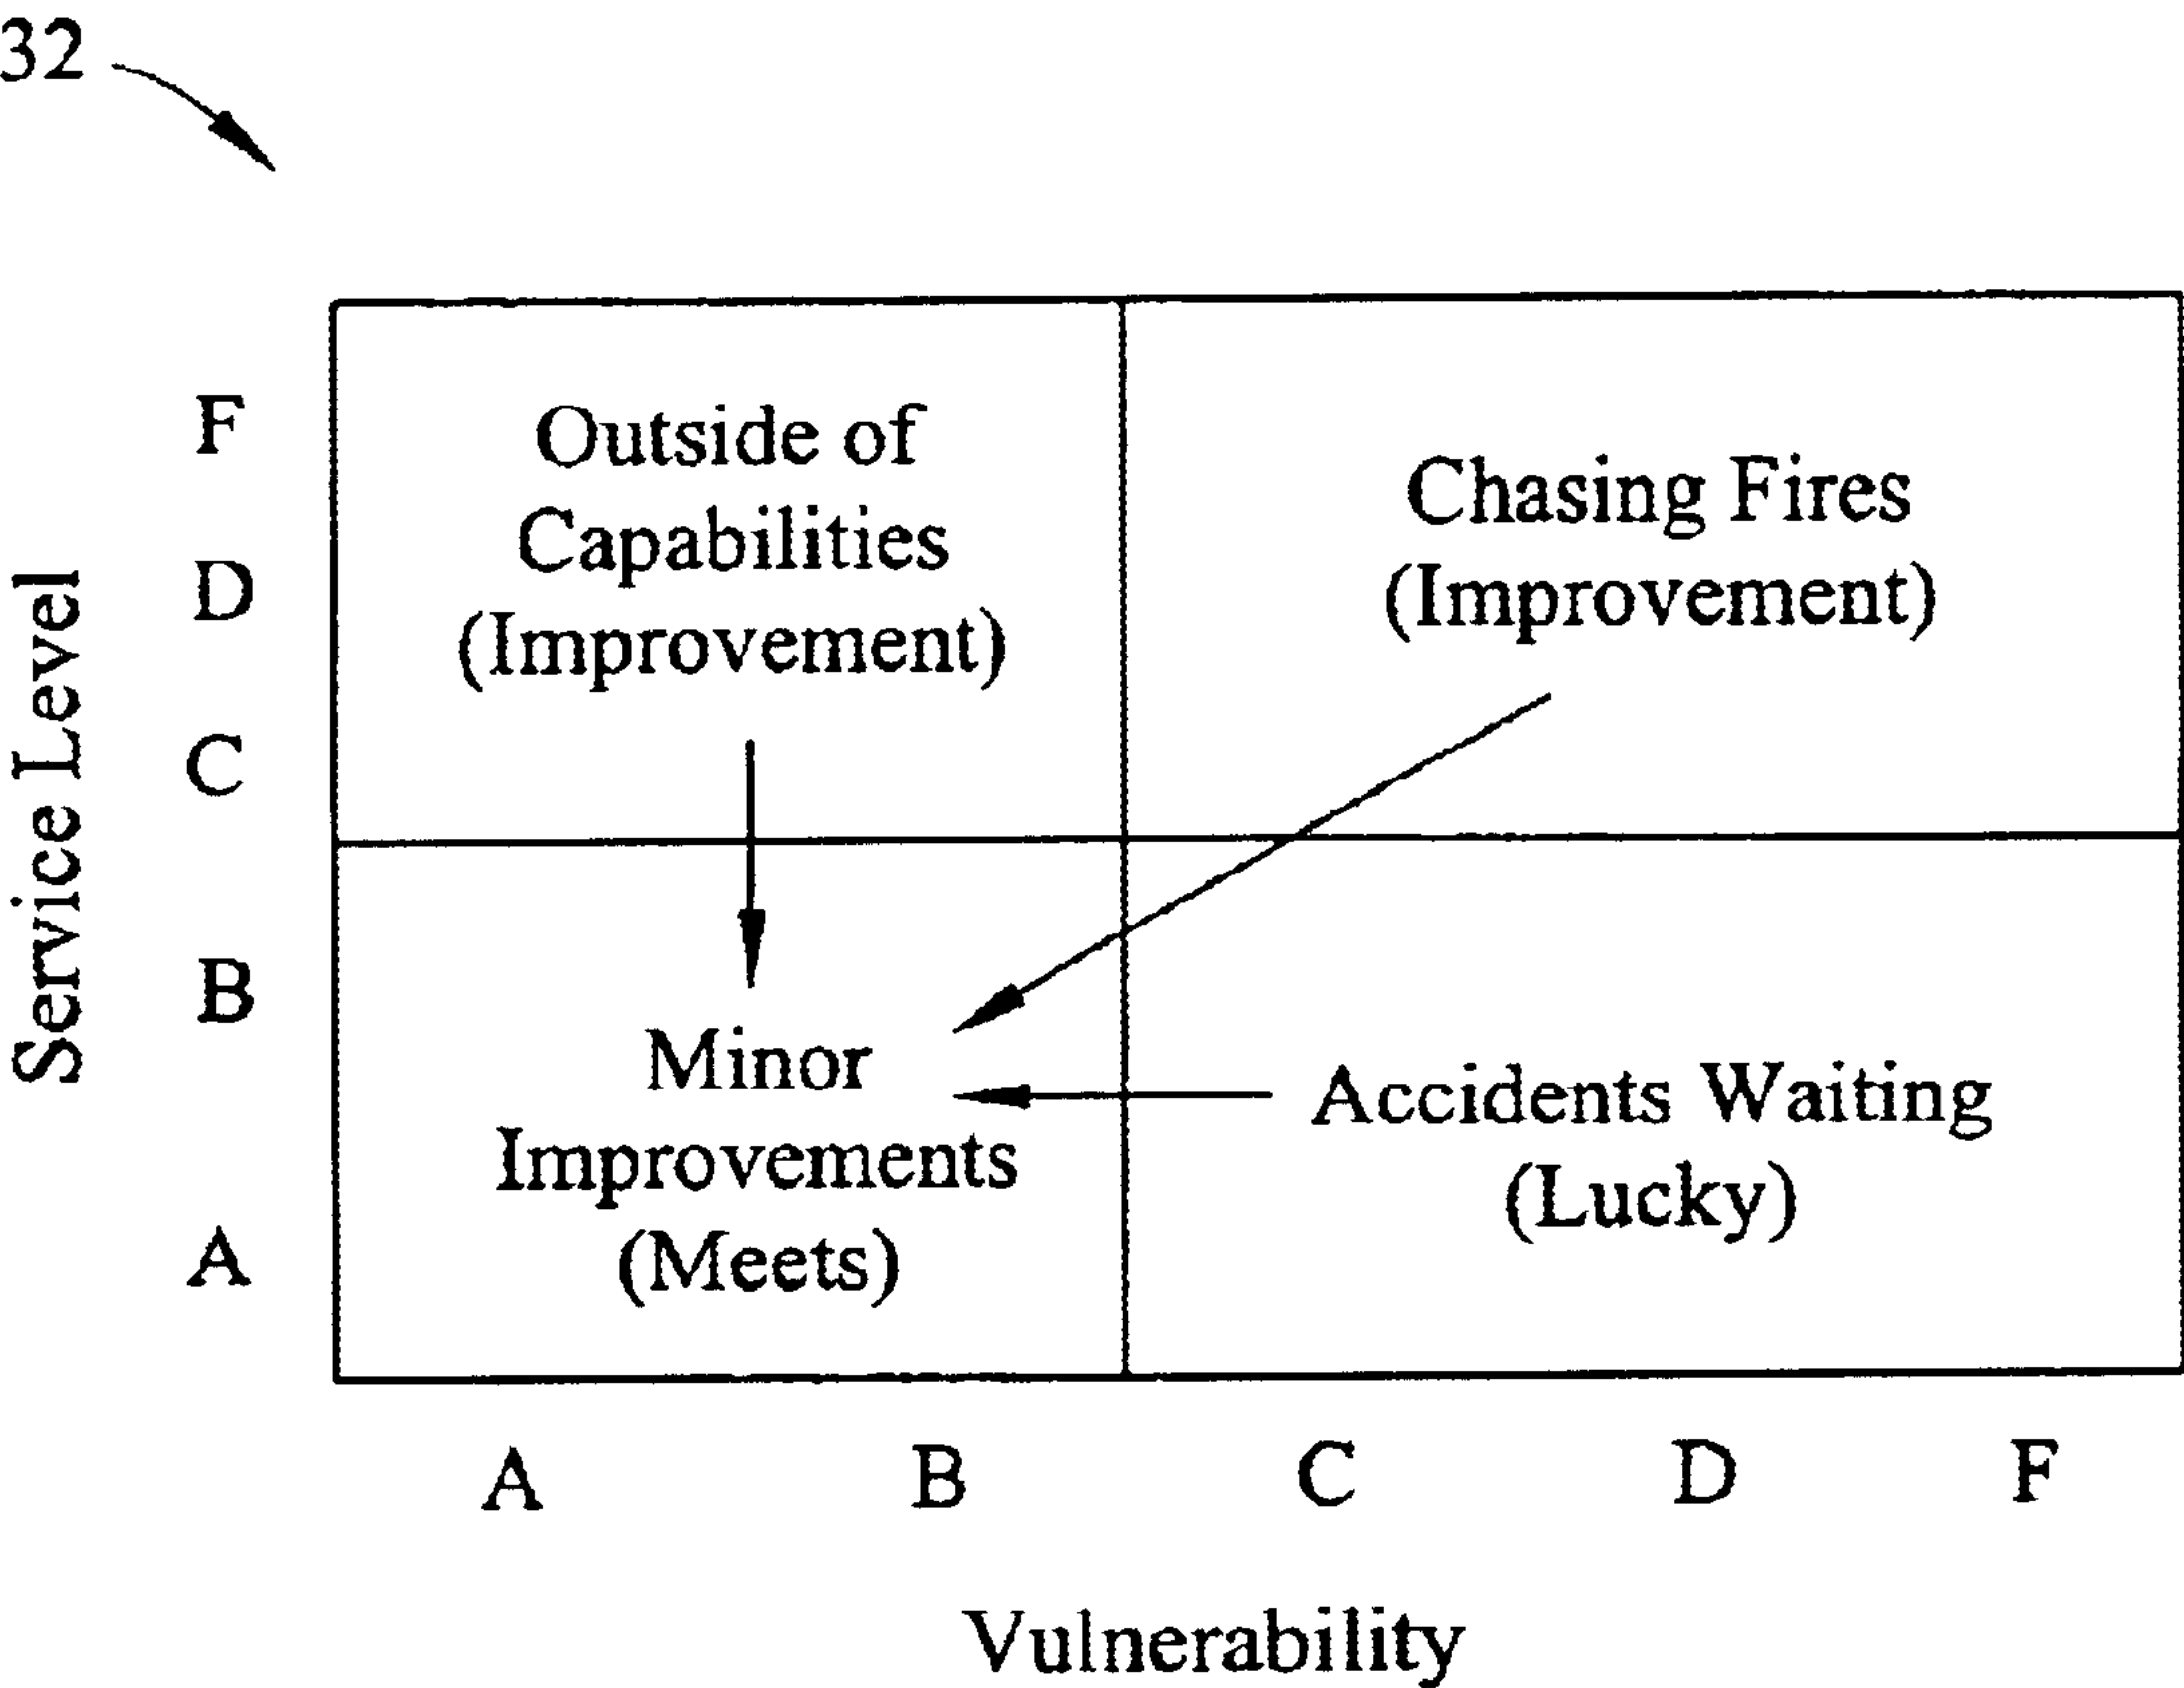 32
Service Level
F
D
C
B
A
Outside of
Capabilities
(Improvement)
Chasing Fires
(Improvement)
Minor
Improvements
(Meets)
Accidents Waiting
(Lucky)
A B C D F
Vulnerability